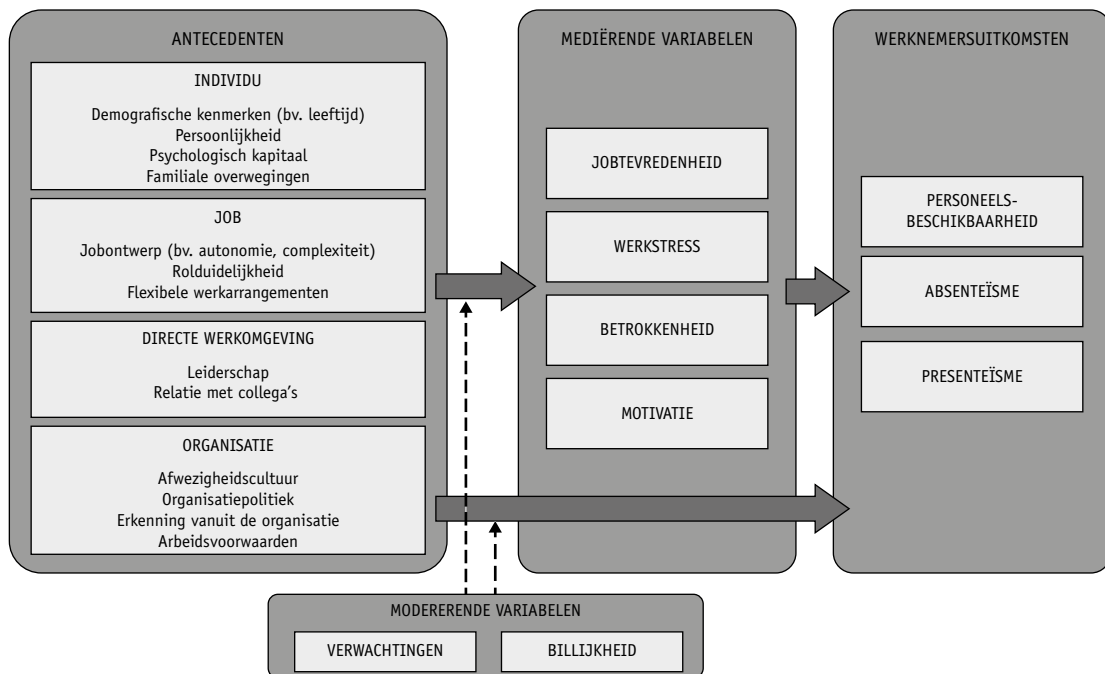 ANTECEDENTEN
INDIVIDU
Demografische kenmerken (bv. leeftijd)
Persoonlijkheid
Psychologisch kapitaal
Familiale overwegingen
JOB
Jobontwerp (bv. autonomie, complexiteit)
Rolduidelijkheid
Flexibele werkarrangementen
DIRECTE WERKOMGEVING
Leiderschap
Relatie met collega's
ORGANISATIE
Afwezigheidscultuur
Organisatiepolitiek
Erkenning vanuit de organisatie
Arbeidsvoorwaarden
MEDIËRENDE VARIABELEN
JOBTEVREDENHEID
WERKSTRESS
BETROKKENHEID
MOTIVATIE
WERKNEMERSUITKOMSTEN
PERSONEELS-
BESCHIKBAARHEID
ABSENTEÏSME
PRESENTEÏSME
MODERERENDE VARIABELEN
VERWACHTINGEN
BILLIJKHEID